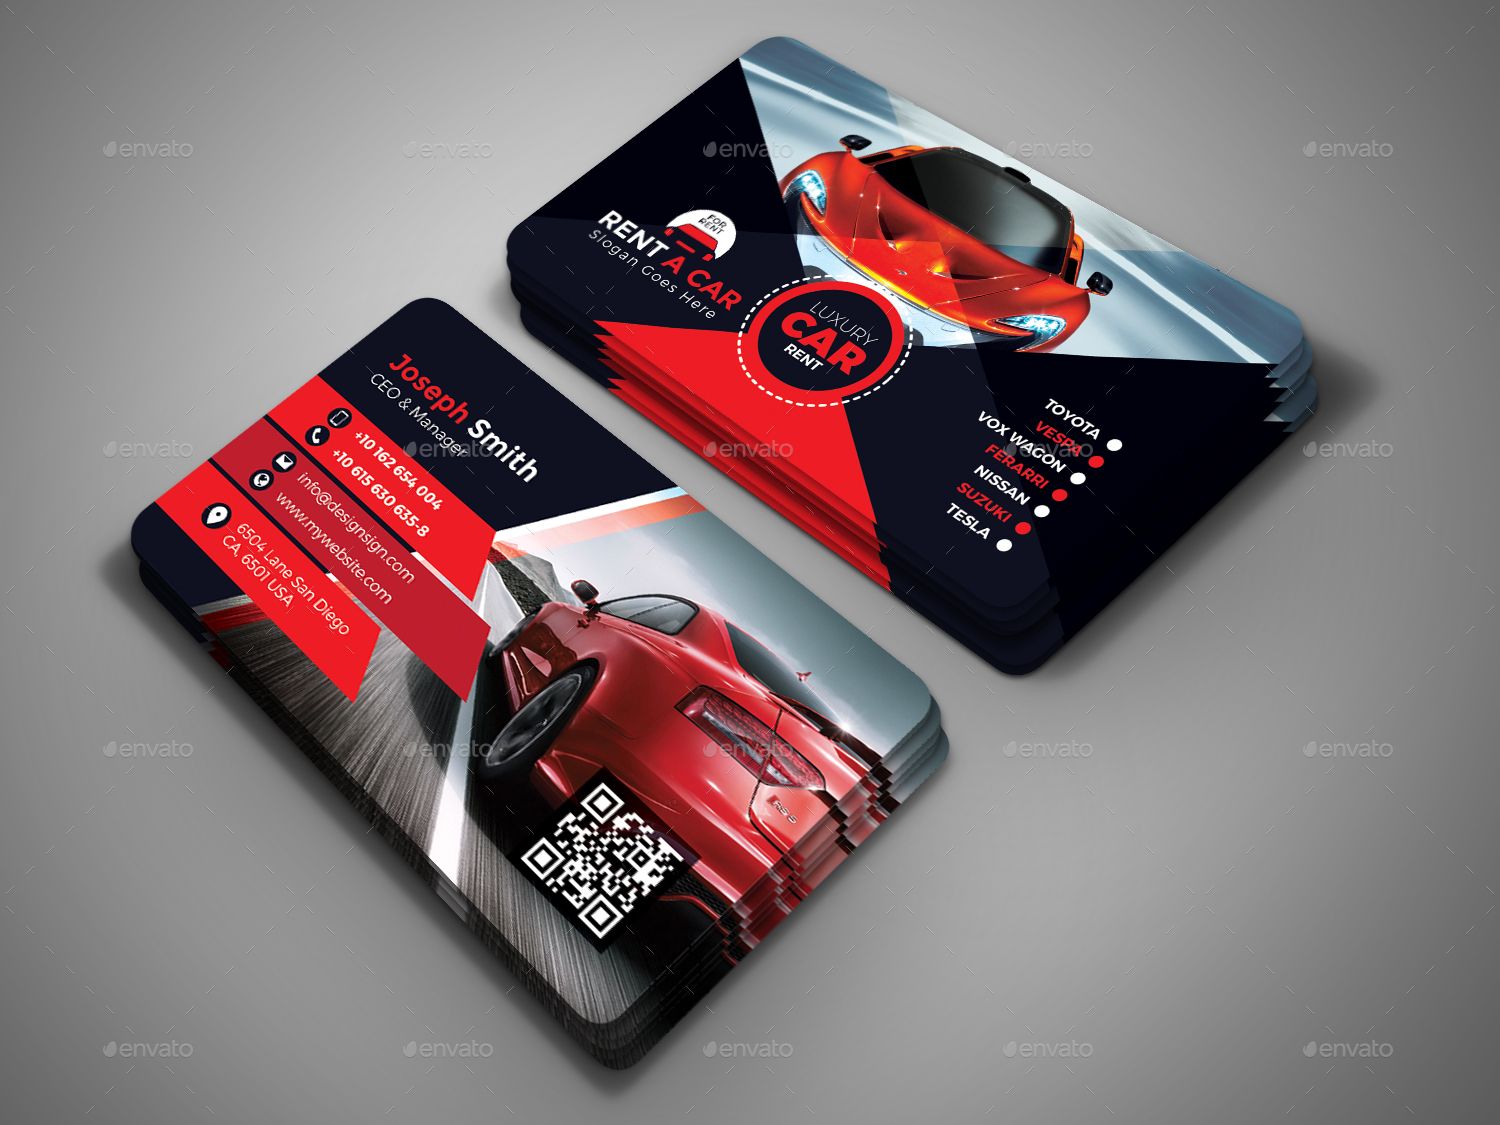 FOR
RENT
RENT A CAR
Slogan Goes Here
LUXURY
CAR
RENT
TOYOTA
VESPA
VOX WAGON
FERARRI
NISSAN
SUZUKI
TESLA
Joseph Smith
CEO & Manager
+10 162 654 004
+10 615 630 635-8
info@designsign.com
www.mywebsite.com
6504 Lane San Diego
CA 6501 USA
RS 5
envato envato envato envato envato
envato envato envato envato envato
envato envato envato envato envato
envato envato envato envato envato